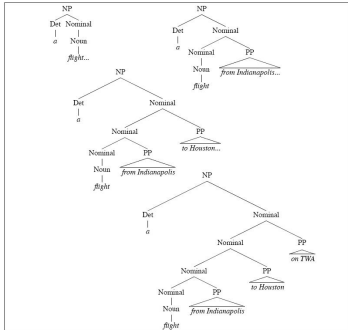 NP
Det Nominal
a Noun
flight...
NP
Det Nominal
a Nominal PP
Noun from Indianapolis...
flight
NP
Det Nominal
a Nominal PP
Nominal PP to Houston...
Noun from Indianapolis
flight
NP
Det Nominal
a Nominal PP
Nominal PP on TWA
Nominal PP to Houston
Noun from Indianapolis
flight